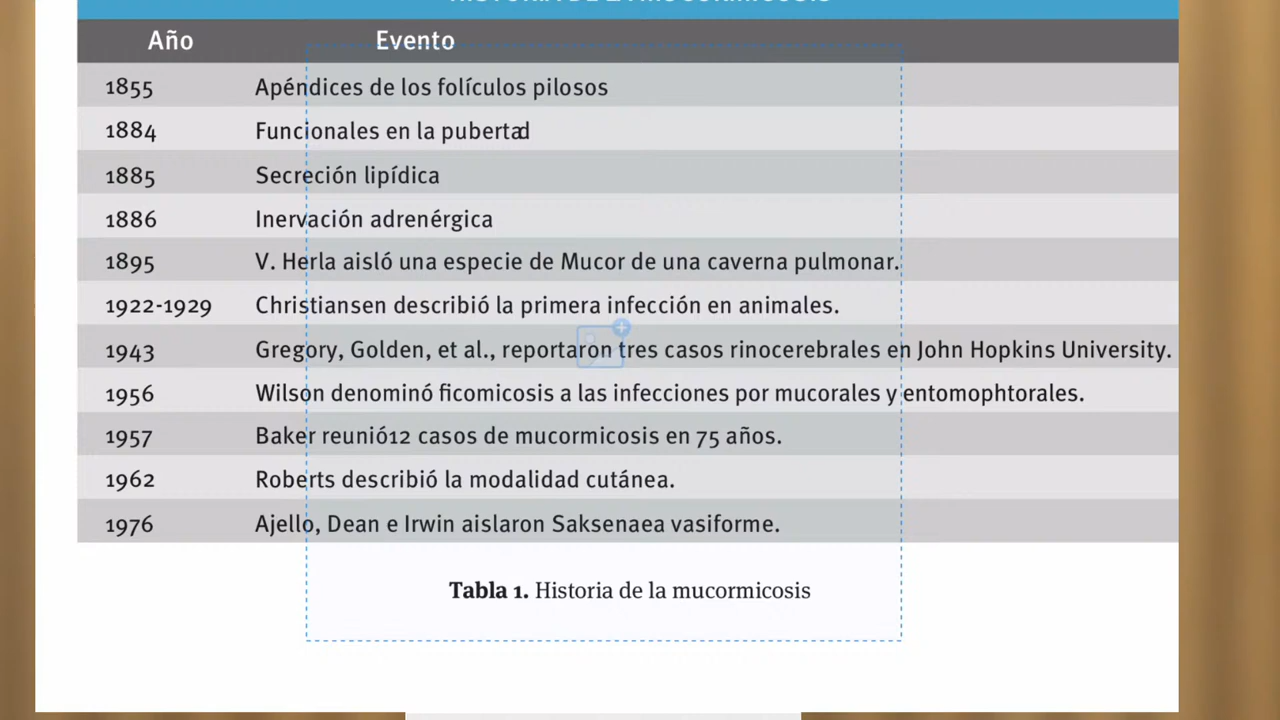 HISTORIA DE LA MUCORMICOSIS
Año Evento
1855 Apéndices de los folículos pilosos
1884 Funcionales en la pubertad
1885 Secreción lipídica
1886 Inervación adrenérgica
1895 V. Herla aisló una especie de Mucor de una caverna pulmonar.
1922-1929 Christiansen describió la primera infección en animales.
1943 Gregory, Golden, et al., reportaron tres casos rinocerebrales en John Hopkins University.
1956 Wilson denominó ficomicosis a las infecciones por mucorales y entomophtorales.
1957 Baker reunió12 casos de mucormicosis en 75 años.
1962 Roberts describió la modalidad cutánea.
1976 Ajello, Dean e Irwin aislaron Saksenaea vasiforme.
Tabla 1. Historia de la mucormicosis